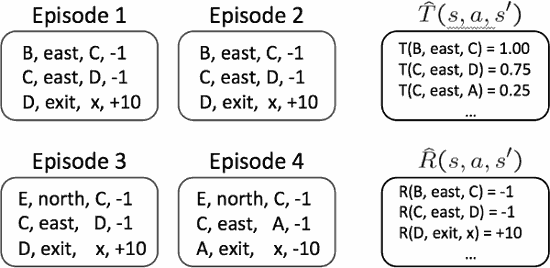 Episode 1
B, east, C, -1
C, east, D, -1
D, exit, x, +10
Episode 2
B, east, C, -1
C, east, D, -1
D, exit, x, +10
T̂(s, a, s′)
T(B, east, C) = 1.00
T(C, east, D) = 0.75
T(C, east, A) = 0.25
...
Episode 3
E, north, C, -1
C, east, D, -1
D, exit, x, +10
Episode 4
E, north, C, -1
C, east, A, -1
A, exit, x, -10
R̂(s, a, s′)
R(B, east, C) = -1
R(C, east, D) = -1
R(D, exit, x) = +10
...